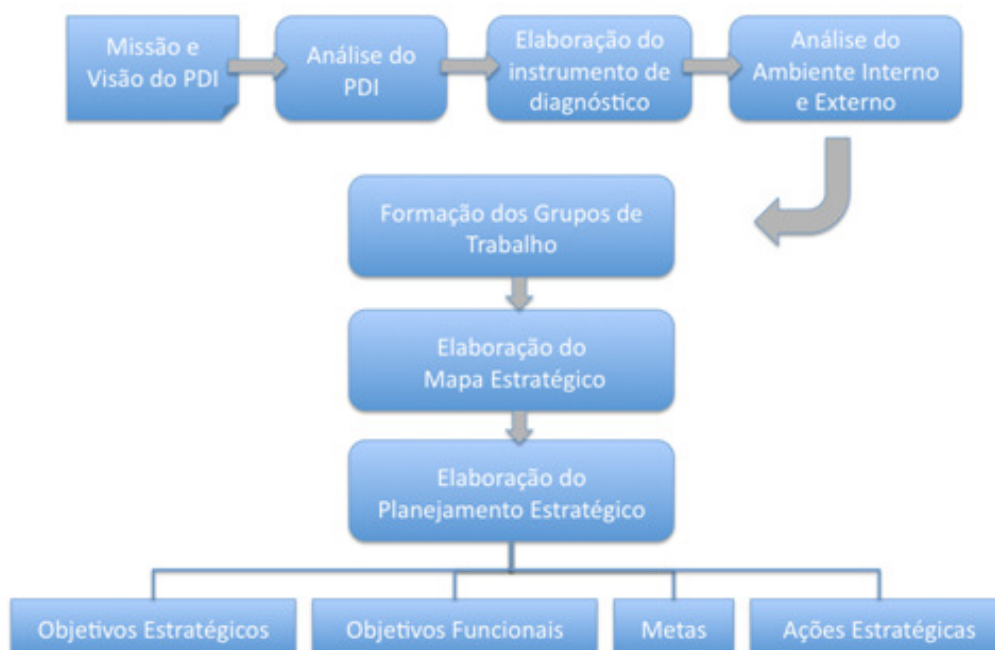 Missão e
Visão do PDI
Análise do
PDI
Elaboração do
instrumento de
diagnóstico
Análise do
Ambiente Interno
e Externo
Formação dos Grupos de
Trabalho
Elaboração do
Mapa Estratégico
Elaboração do
Planejamento Estratégico
Objetivos Estratégicos
Objetivos Funcionais
Metas
Ações Estratégicas